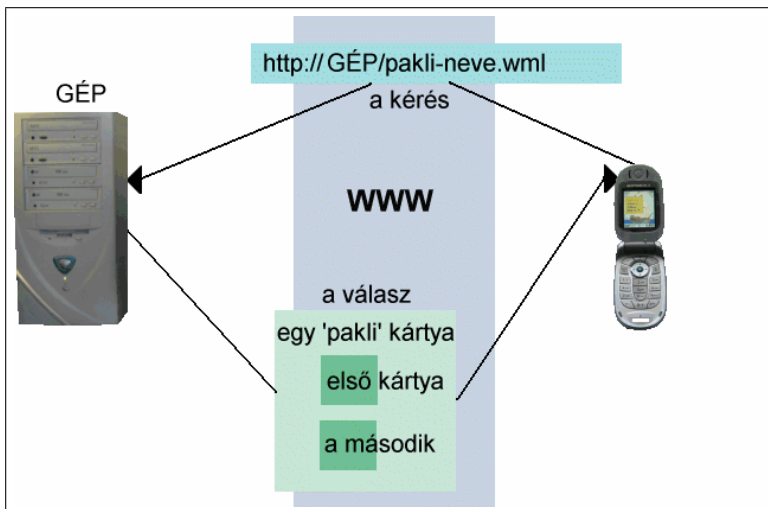 http://GÉP/pakli-neve.wml
GÉP
a kérés
WWW
a válasz
egy 'pakli' kártya
első kártya
a második